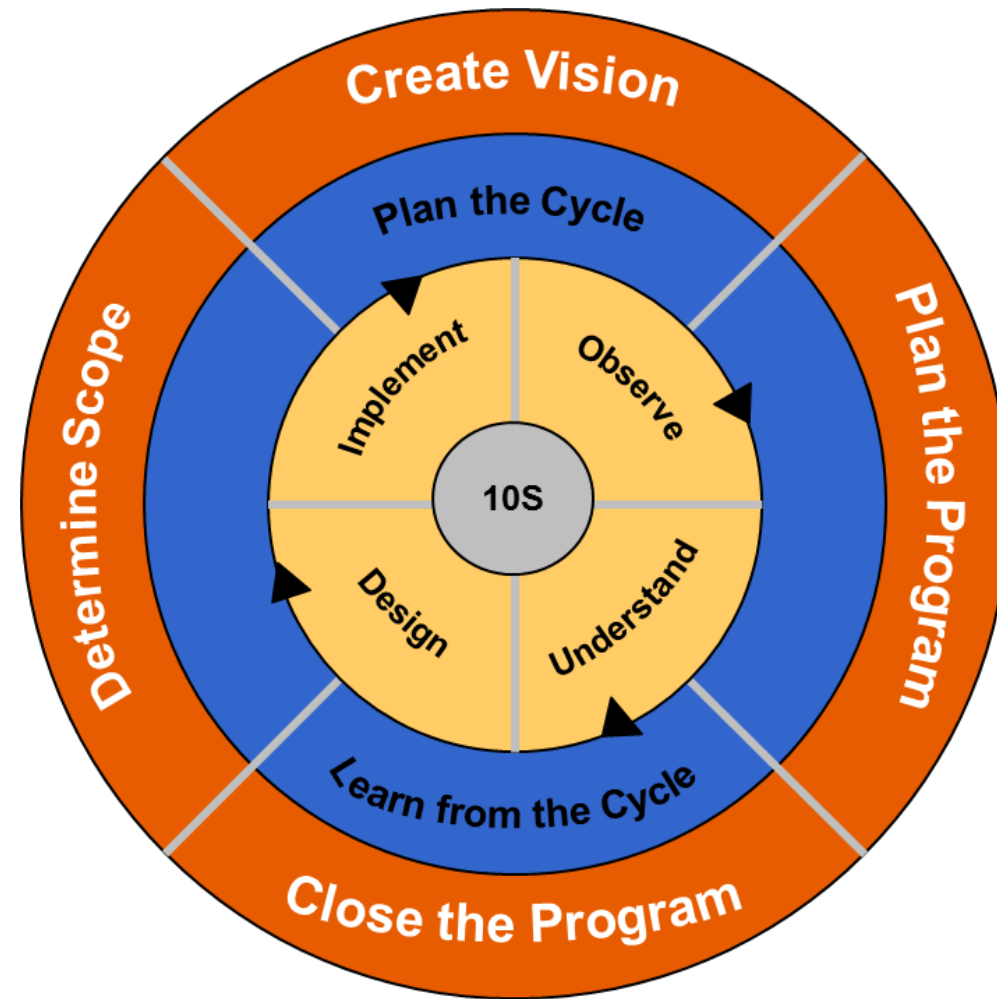 Create Vision
Plan the Cycle
Determine Scope
Plan the Program
Implement
Observe
10S
Design
Understand
Learn from the Cycle
Close the Program